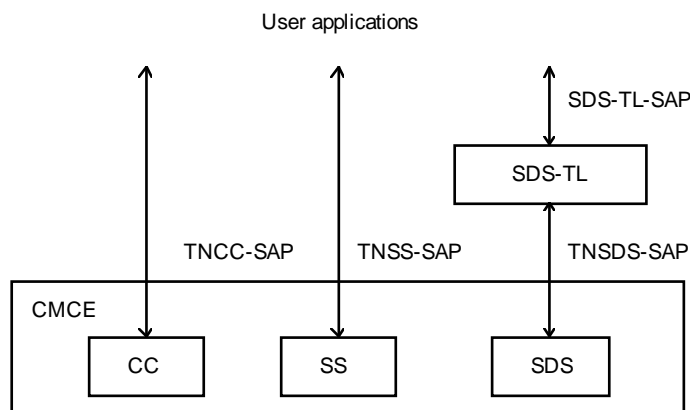 User applications
SDS-TL-SAP
SDS-TL
TNCC-SAP
TNSS-SAP
TNSDS-SAP
CMCE
CC
SS
SDS